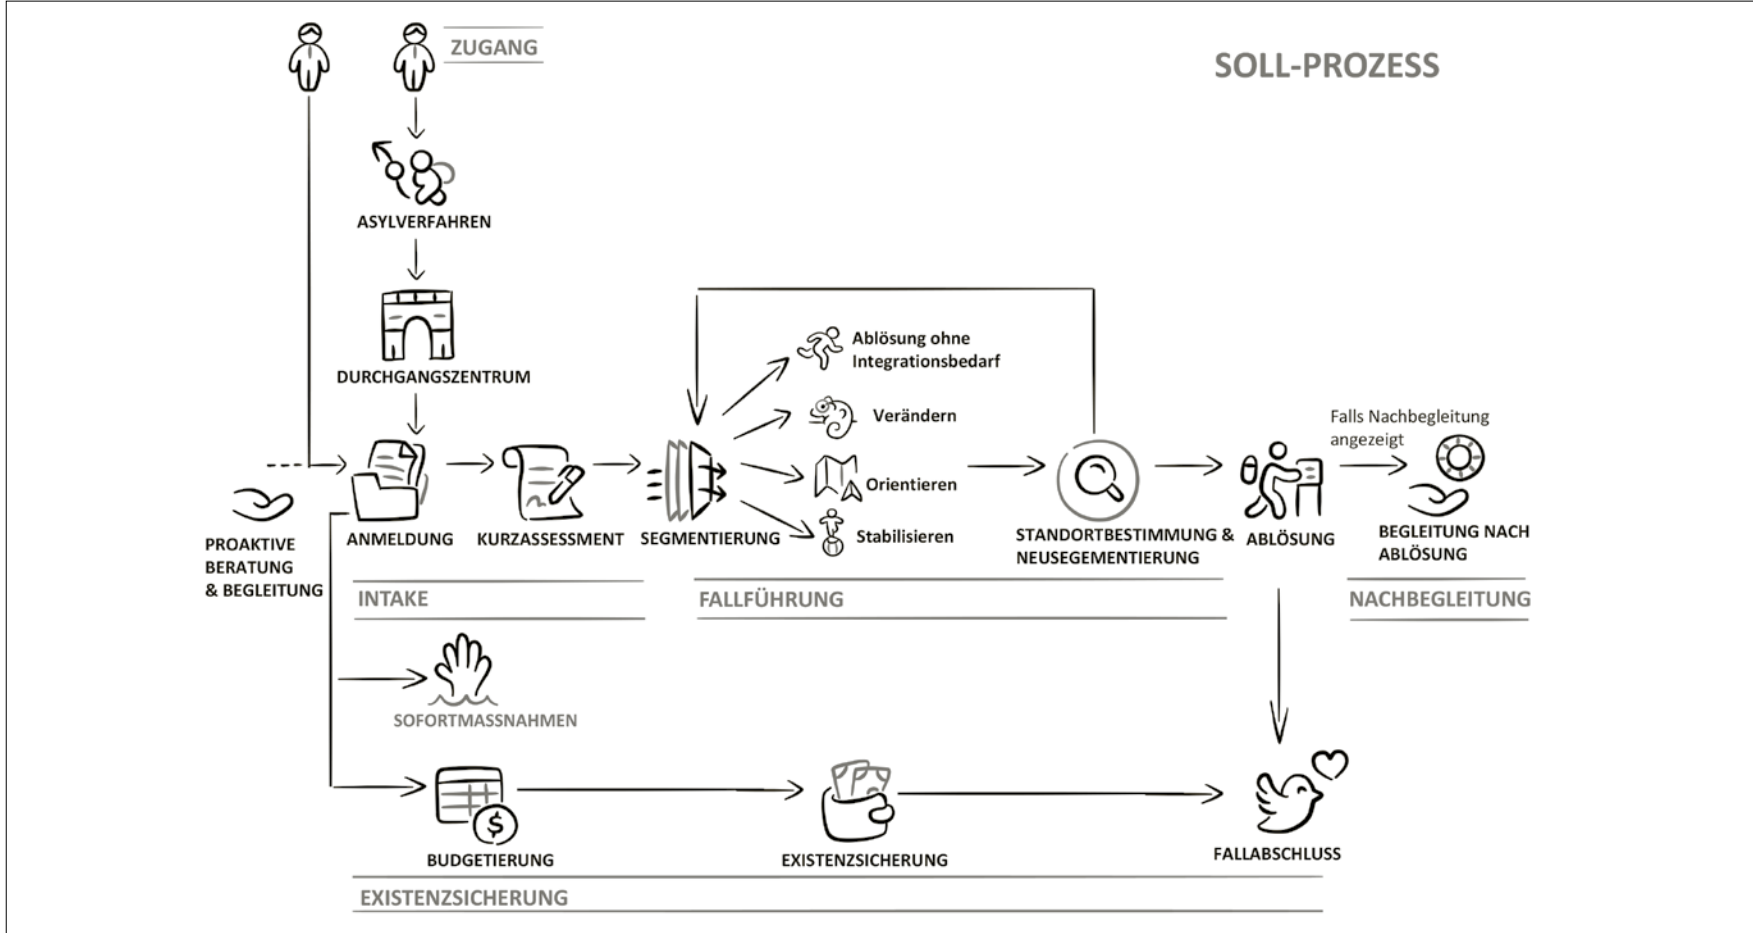 ZUGANG
SOLL-PROZESS
ASYLVERFAHREN
DURCHGANGSZENTRUM
Ablösung ohne
Integrationsbedarf
Verändern
Orientieren
Stabilisieren
Falls Nachbegleitung
angezeigt
PROAKTIVE
BERATUNG
& BEGLEITUNG
ANMELDUNG
KURZASSESSMENT
SEGMENTIERUNG
STANDORTBESTIMMUNG &
NEUSEGEMENTIERUNG
ABLÖSUNG
BEGLEITUNG NACH
ABLÖSUNG
INTAKE
FALLFÜHRUNG
NACHBEGLEITUNG
SOFORTMASSNAHMEN
$
BUDGETIERUNG
EXISTENZSICHERUNG
FALLABSCHLUSS
EXISTENZSICHERUNG